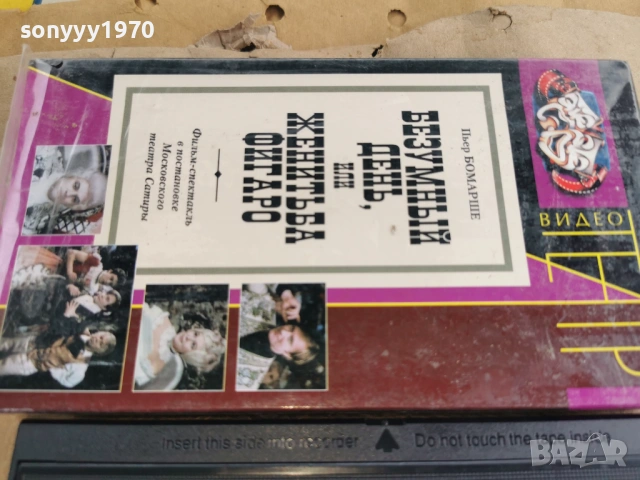 sonyyy1970
ВИДЕО
ТЕАТР
Пьер БОМАРШЕ
БЕЗУМНЫЙ
ДЕНЬ,
ИЛИ
ЖЕНИТЬБА
ФИГАРО
Фильм-спектакль
в постановке
Московского
театра Сатиры
Insert this side into recorder
Do not touch the tape inside
BAZAR